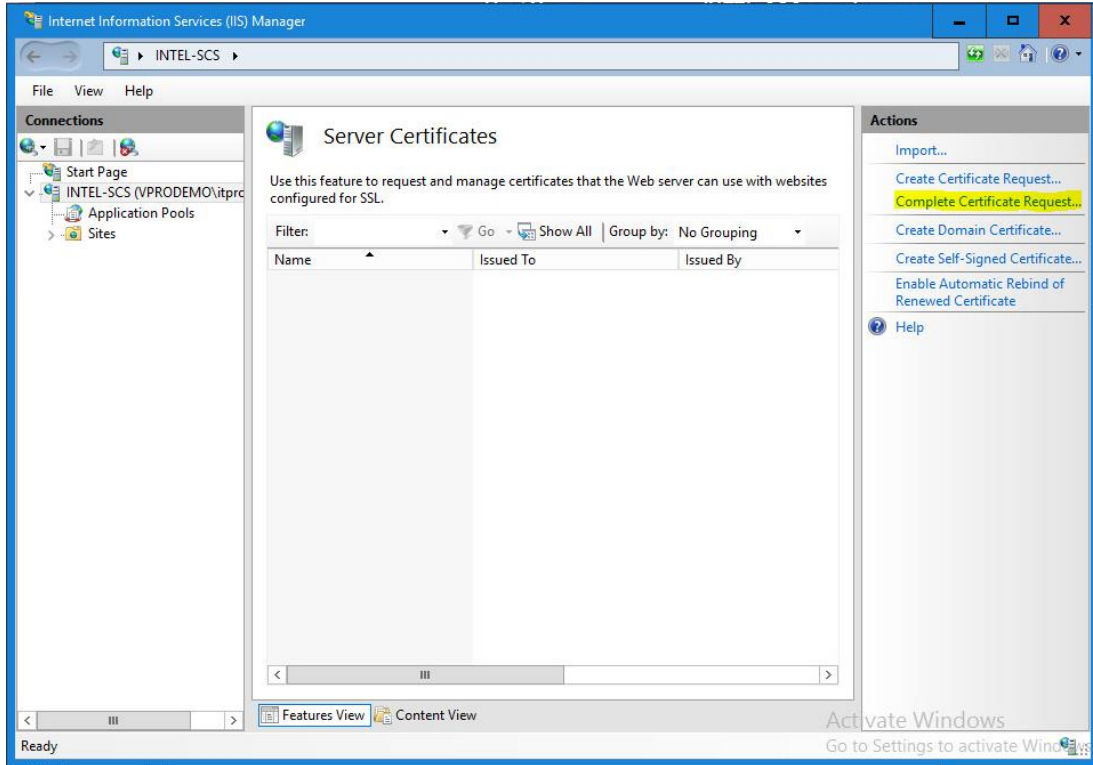 Internet Information Services (IIS) Manager
INTEL-SCS
File View Help
Connections
Start Page
INTEL-SCS (VPRODEMO\itpro
Application Pools
Sites
Server Certificates
Use this feature to request and manage certificates that the Web server can use with websites
configured for SSL.
Filter: Go Show All Group by: No Grouping
Name Issued To Issued By
Features View Content View
Actions
Import...
Create Certificate Request...
Complete Certificate Request...
Create Domain Certificate...
Create Self-Signed Certificate...
Enable Automatic Rebind of
Renewed Certificate
Help
Activate Windows
Go to Settings to activate Windows
Ready